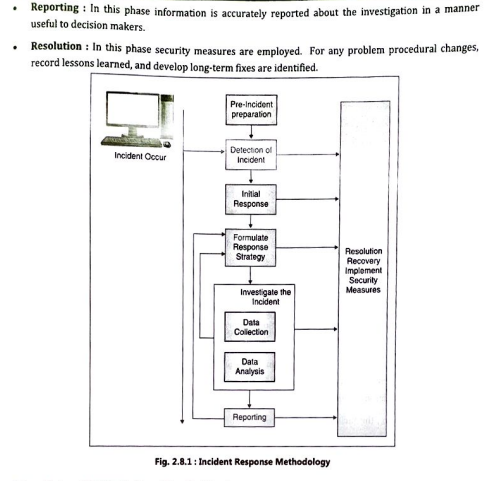 • Reporting : In this phase information is accurately reported about the investigation in a manner
useful to decision makers.
• Resolution : In this phase security measures are employed. For any problem procedural changes,
record lessons learned, and develop long-term fixes are identified.
Incident Occur
Pre-Incident
preparation
Detection of
Incident
Initial
Response
Formulate
Response
Strategy
Investigate the
Incident
Data
Collection
Data
Analysis
Reporting
Resolution
Recovery
Implement
Security
Measures
Fig. 2.8.1 : Incident Response Methodology